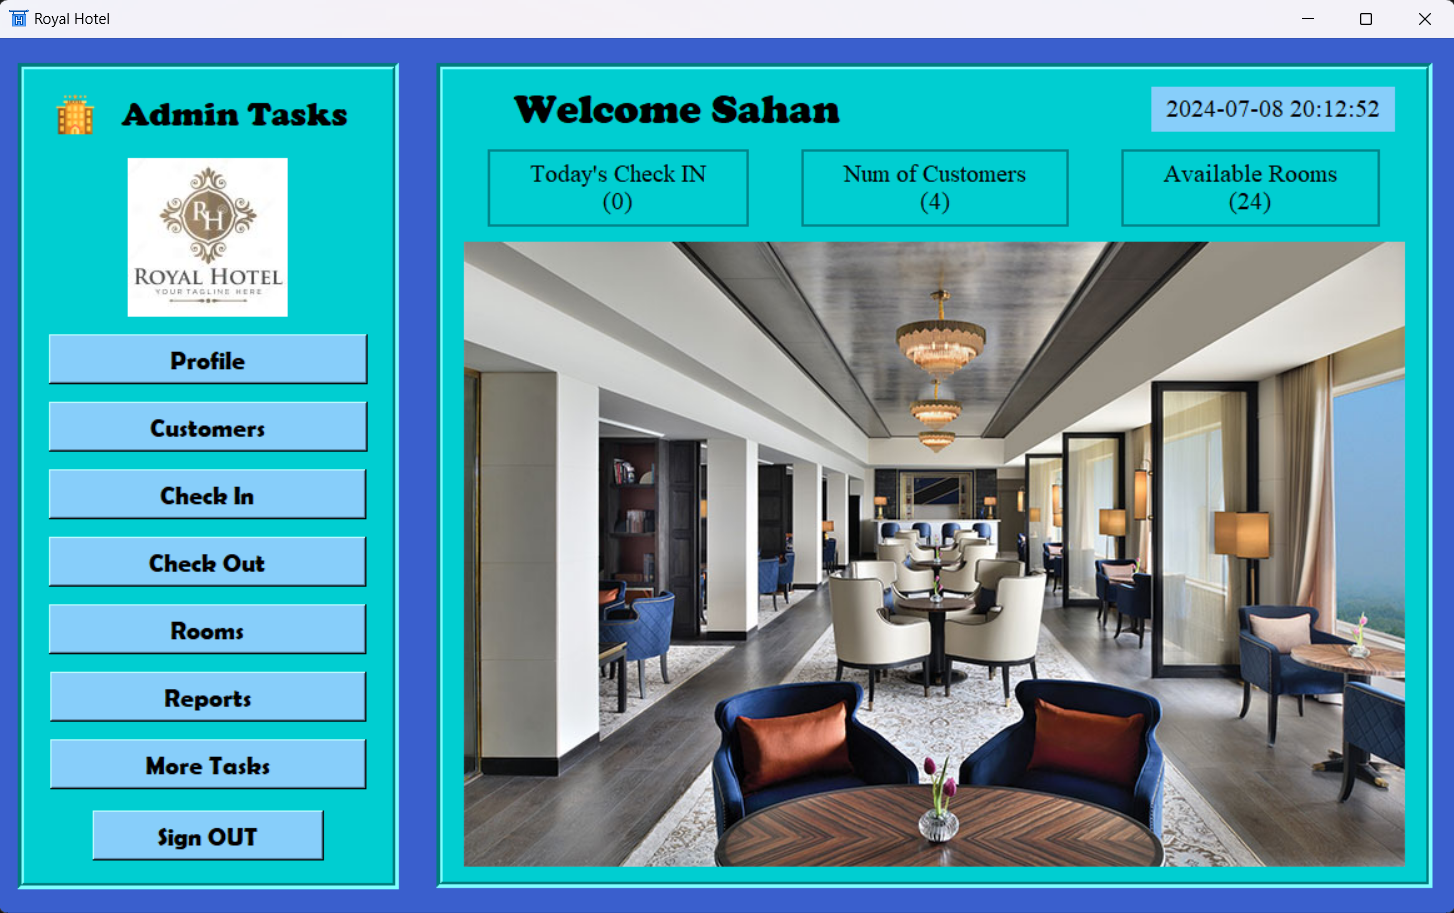 Royal Hotel
Admin Tasks
RH
ROYAL HOTEL
YOUR TAGLINE HERE
Profile
Customers
Check In
Check Out
Rooms
Reports
More Tasks
Sign OUT
Welcome Sahan
2024-07-08 20:12:52
Today's Check IN
(0)
Num of Customers
(4)
Available Rooms
(24)